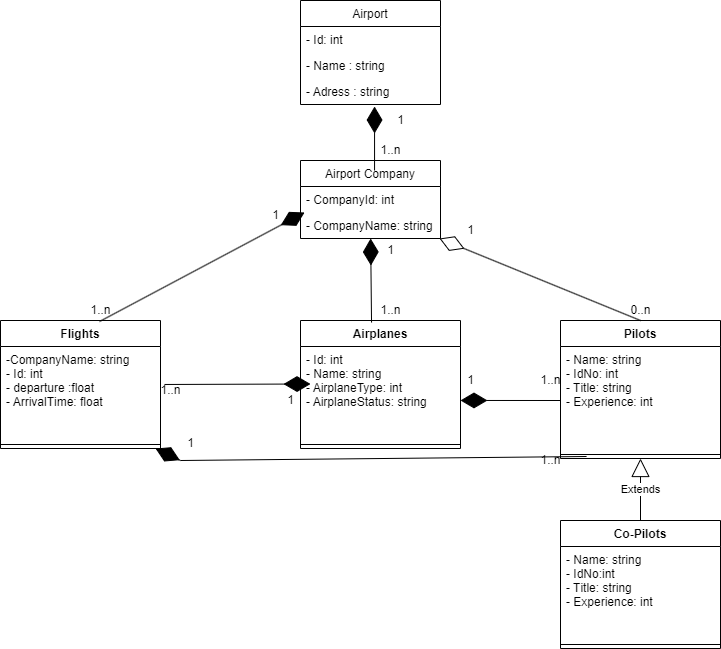 Airport
- Id: int
- Name : string
- Adress : string
1
1..n
Airport Company
- CompanyId: int
- CompanyName: string
1
1
1
1..n
1..n
0..n
Flights
-CompanyName: string
- Id: int
- departure :float
- ArrivalTime: float
Airplanes
- Id: int
- Name: string
- AirplaneType: int
- AirplaneStatus: string
Pilots
- Name: string
- IdNo: int
- Title: string
- Experience: int
1..n
1
1
1..n
1
1..n
Extends
Co-Pilots
- Name: string
- IdNo:int
- Title: string
- Experience: int